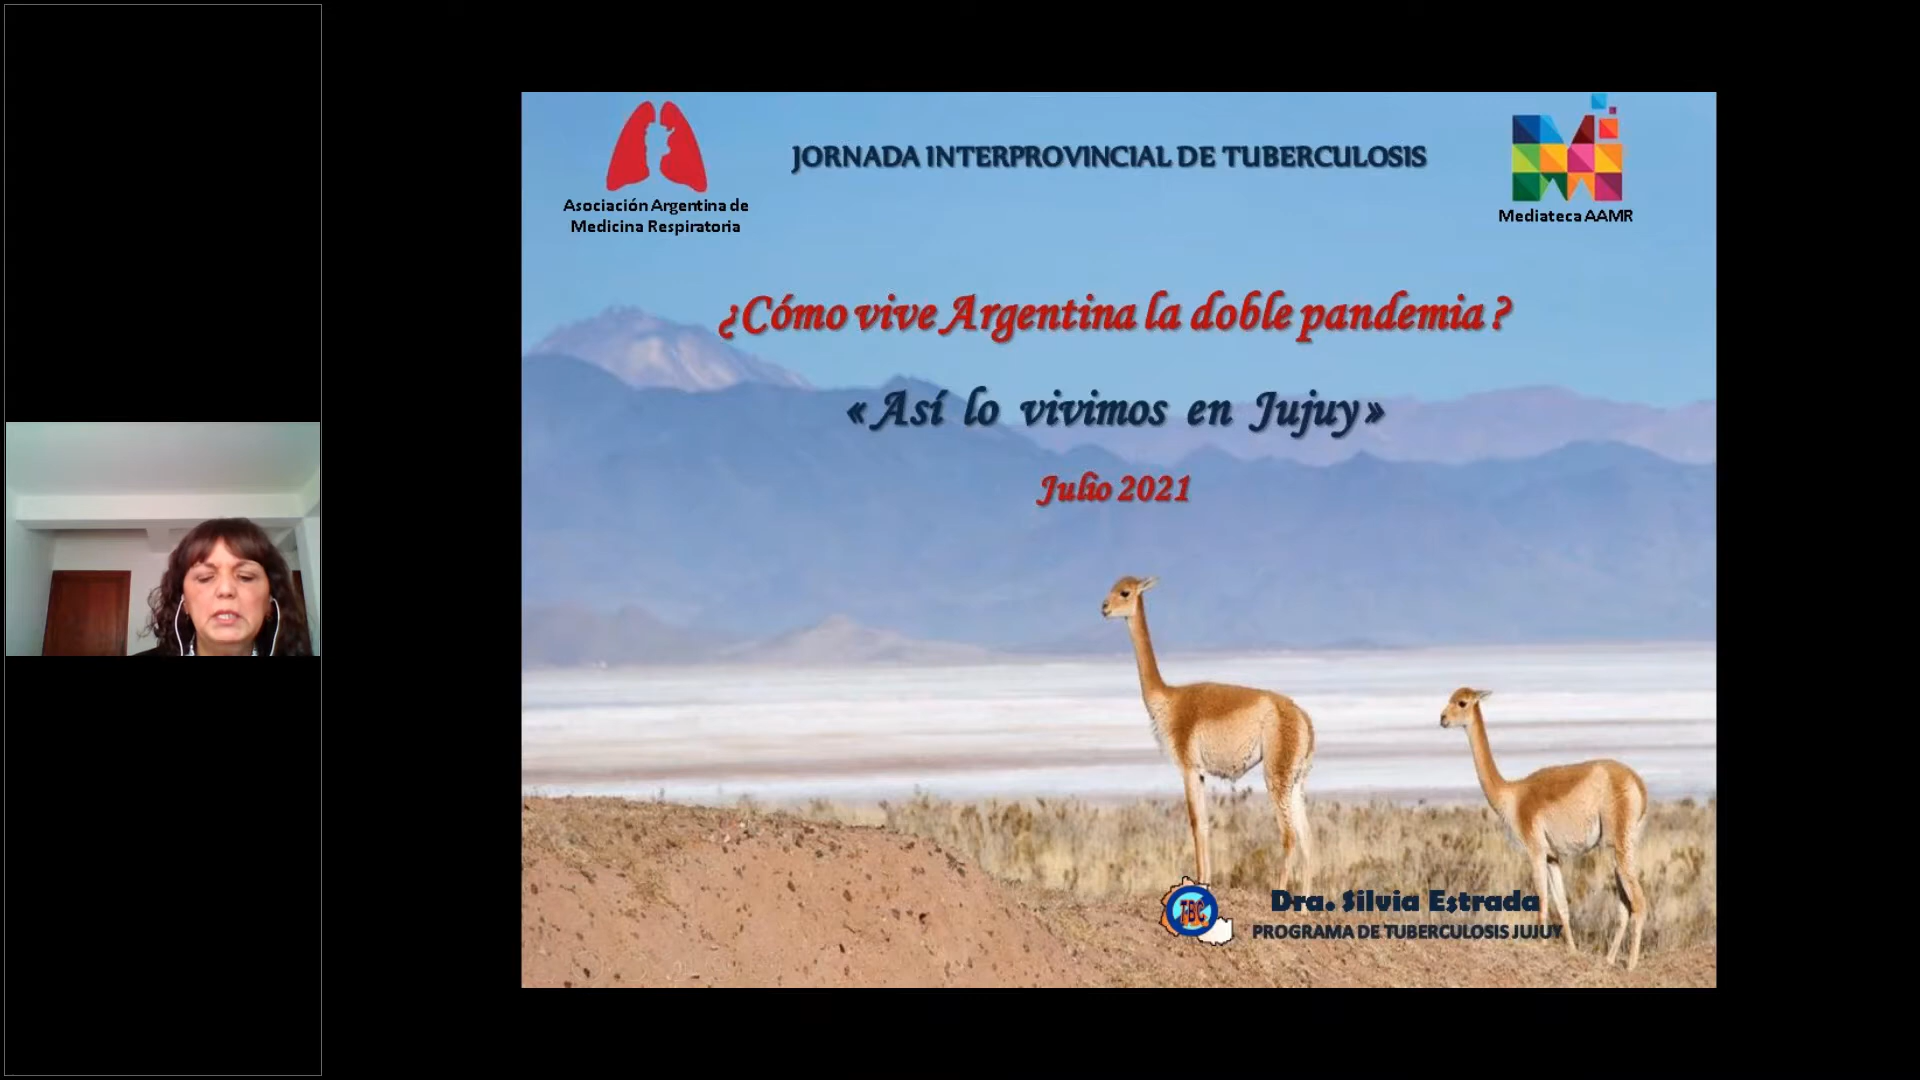 JORNADA INTERPROVINCIAL DE TUBERCULOSIS
Asociación Argentina de
Medicina Respiratoria
Mediateca AAMR
¿Cómo vive Argentina la doble pandemia ?
« Así lo vivimos en Jujuy»
Julio 2021
TBC
Dra. Silvia Estrada
PROGRAMA DE TUBERCULOSIS JUJUY